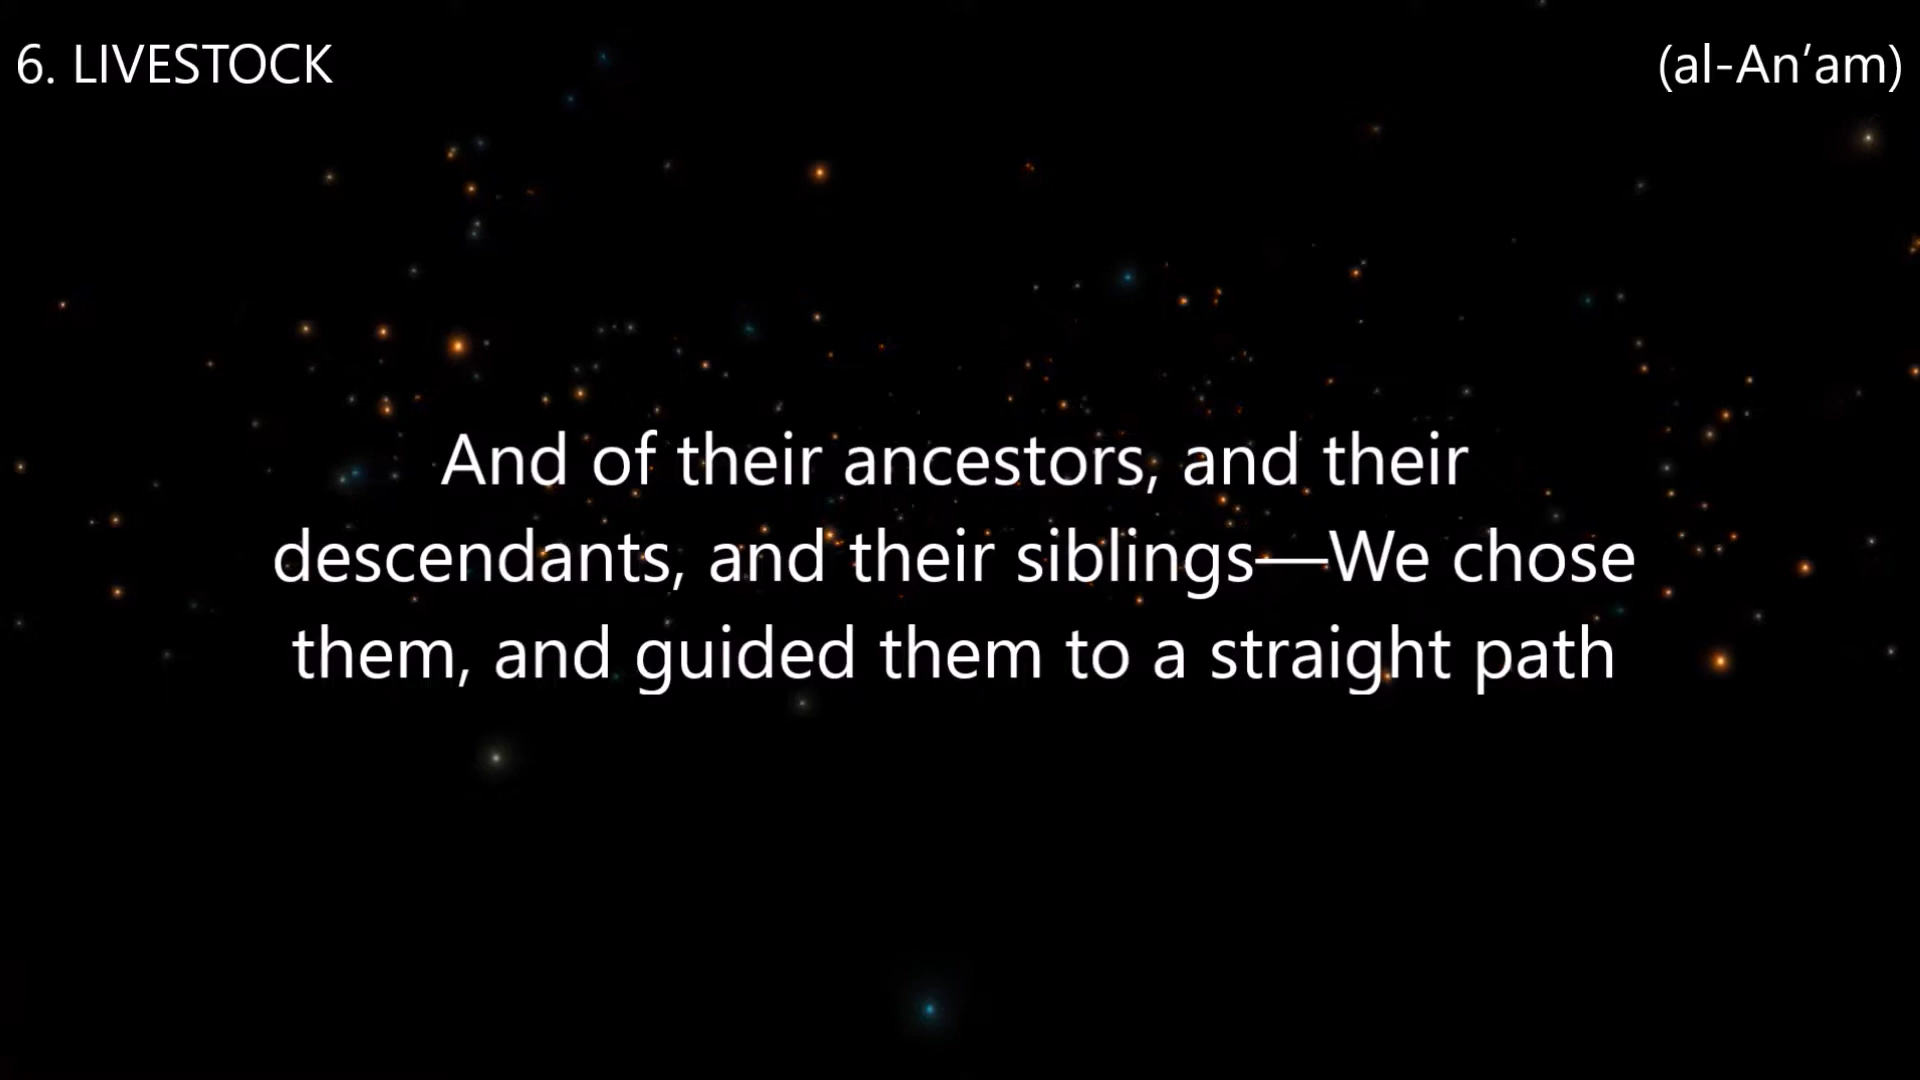 6. LIVESTOCK
(al-An’am)
And of their ancestors, and their
descendants, and their siblings—We chose
them, and guided them to a straight path